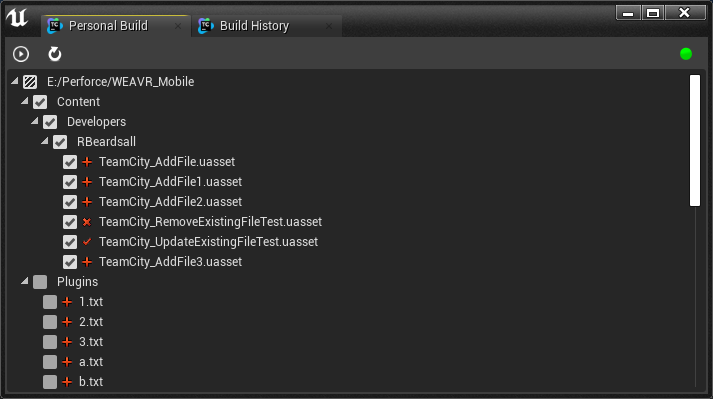 Personal Build
Build History
E:/Perforce/WEAVR_Mobile
Content
Developers
RBeardsall
TeamCity_AddFile.uasset
TeamCity_AddFile1.uasset
TeamCity_AddFile2.uasset
TeamCity_RemoveExistingFileTest.uasset
TeamCity_UpdateExistingFileTest.uasset
TeamCity_AddFile3.uasset
Plugins
1.txt
2.txt
3.txt
a.txt
b.txt